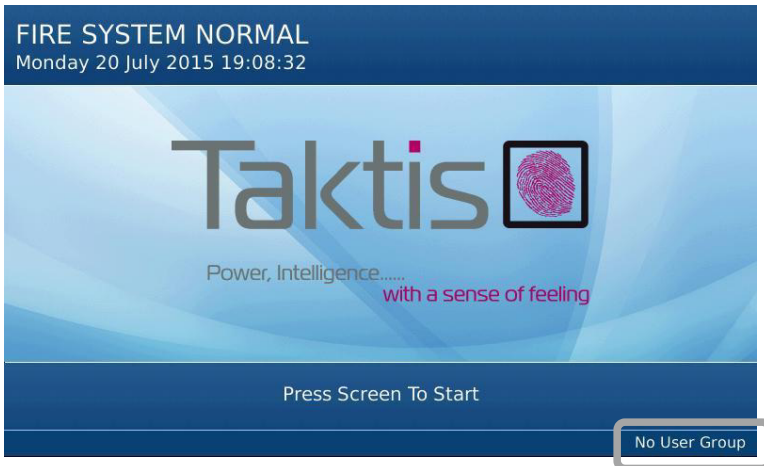 FIRE SYSTEM NORMAL
Monday 20 July 2015 19:08:32
Taktis
Power, Intelligence......
with a sense of feeling
Press Screen To Start
No User Group